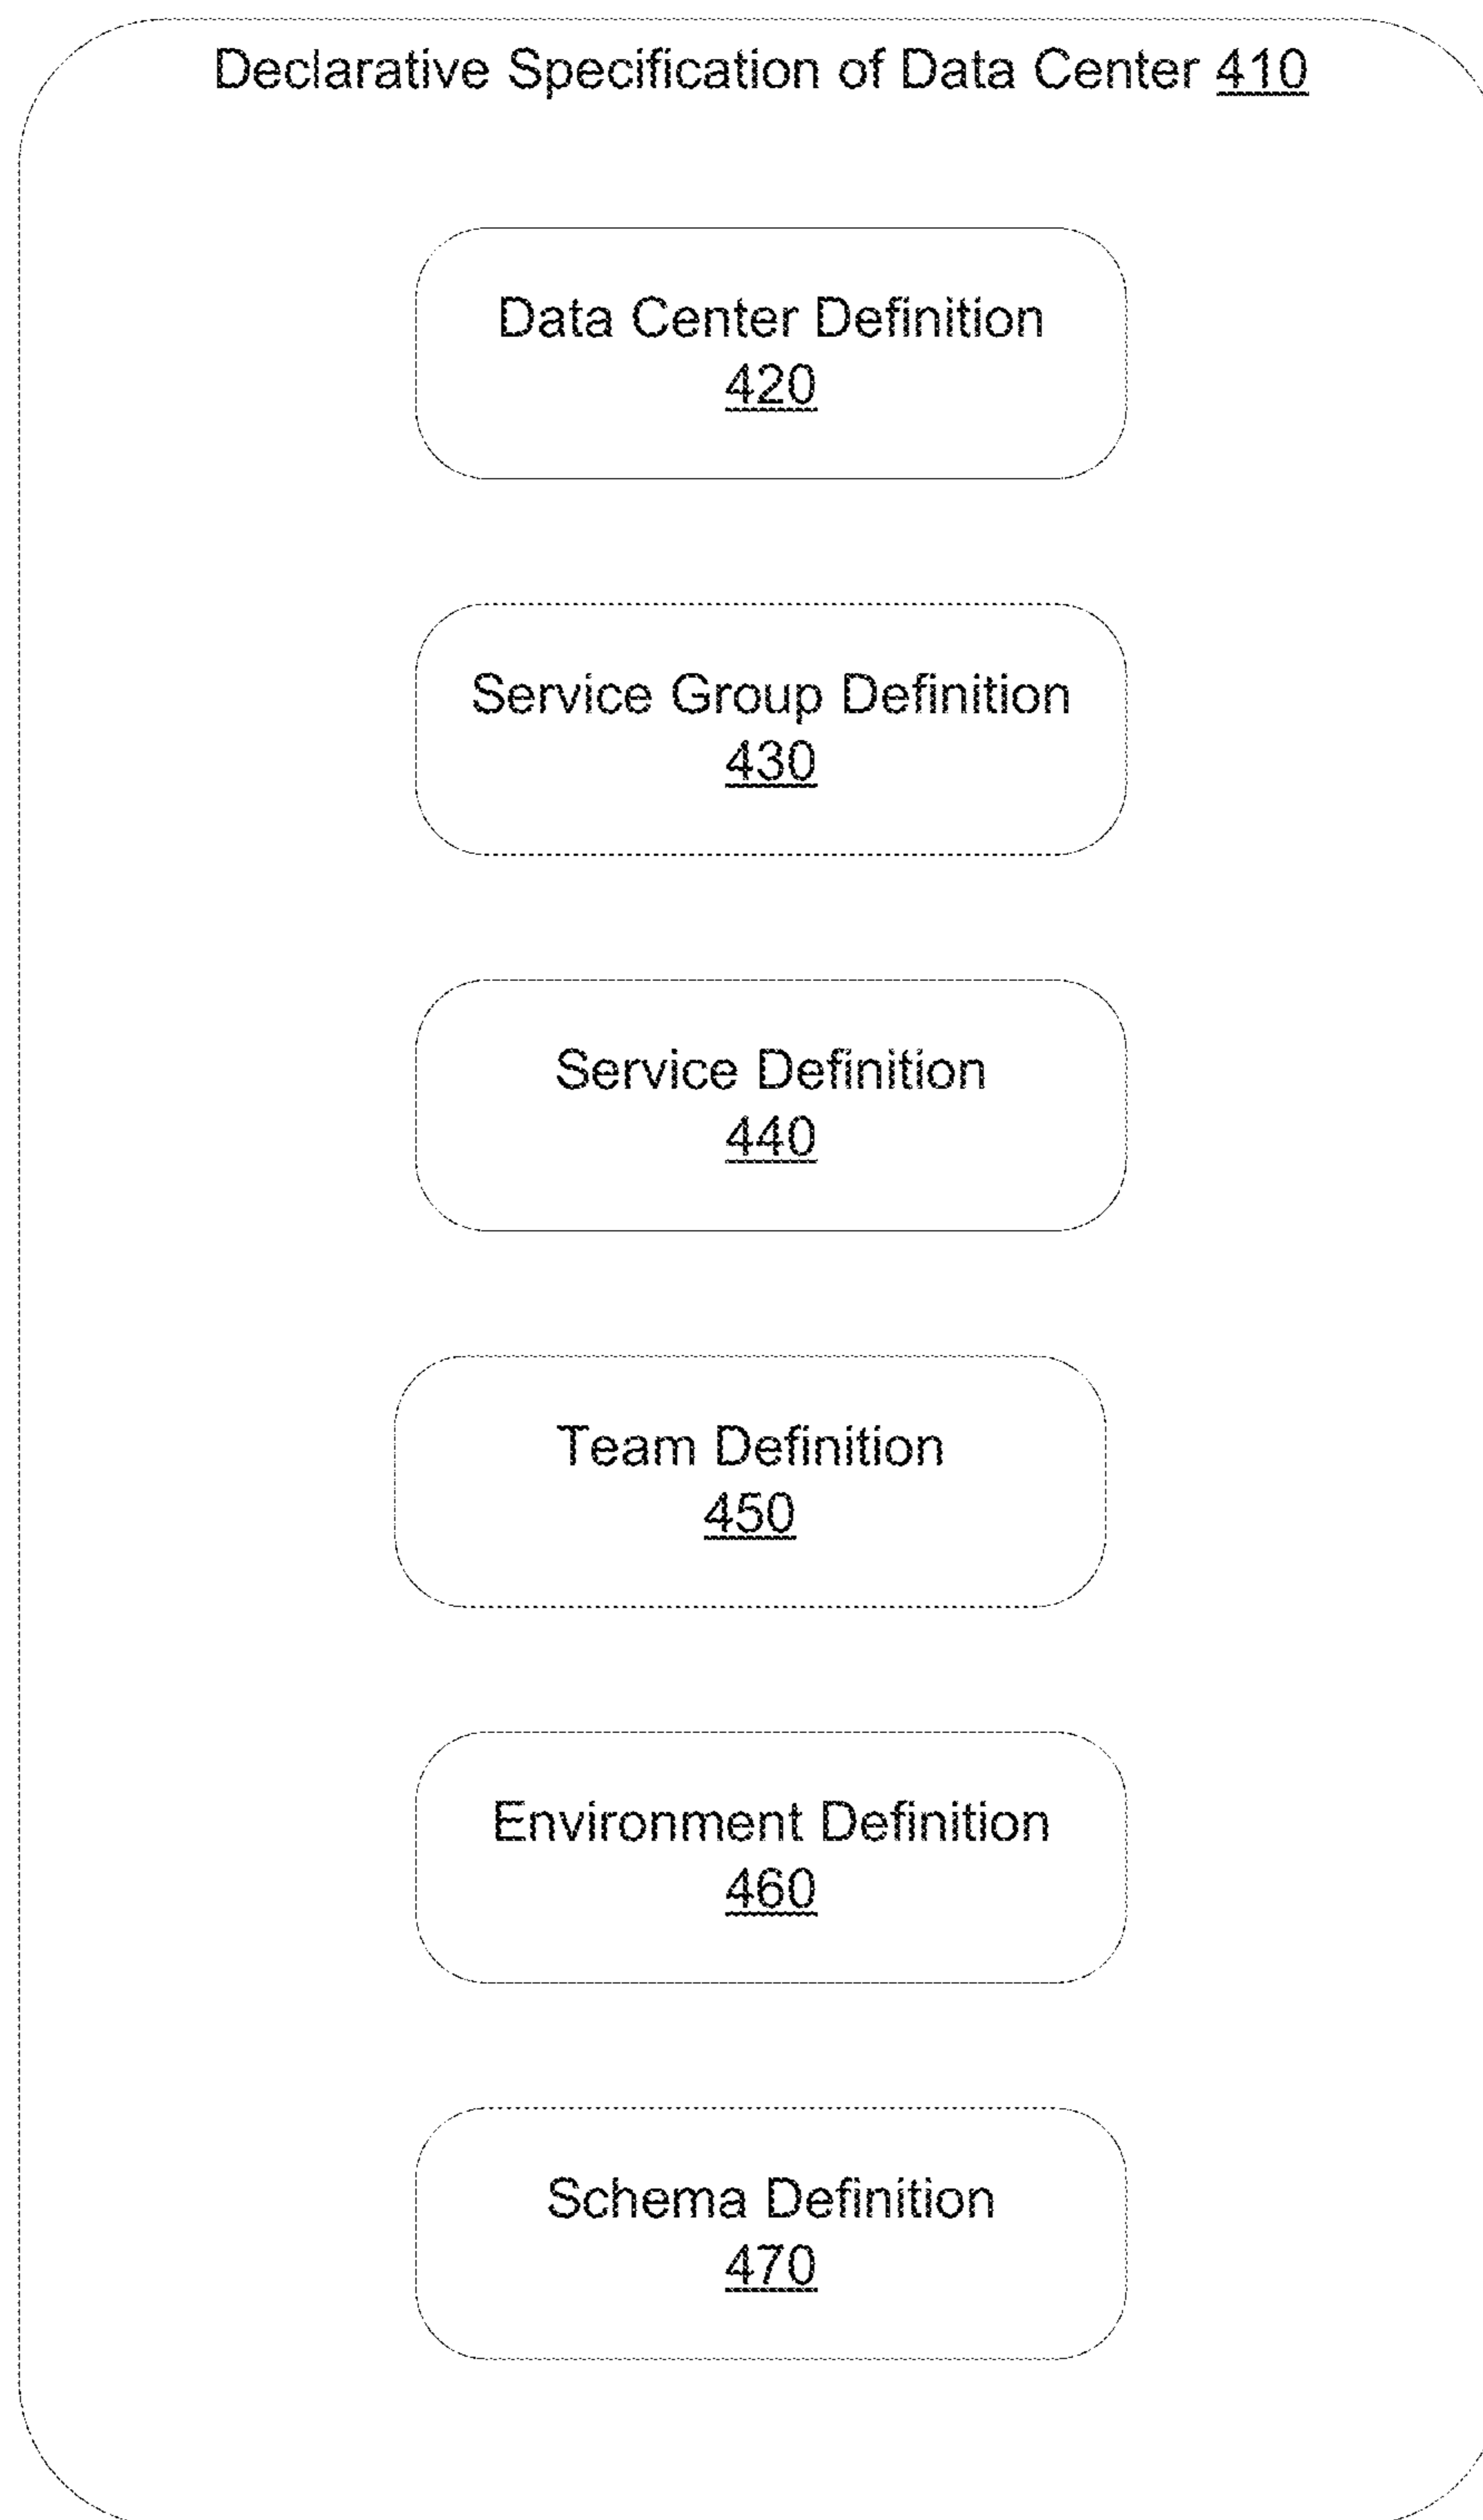 Declarative Specification of Data Center 410
Data Center Definition
420
Service Group Definition
430
Service Definition
440
Team Definition
450
Environment Definition
460
Schema Definition
470